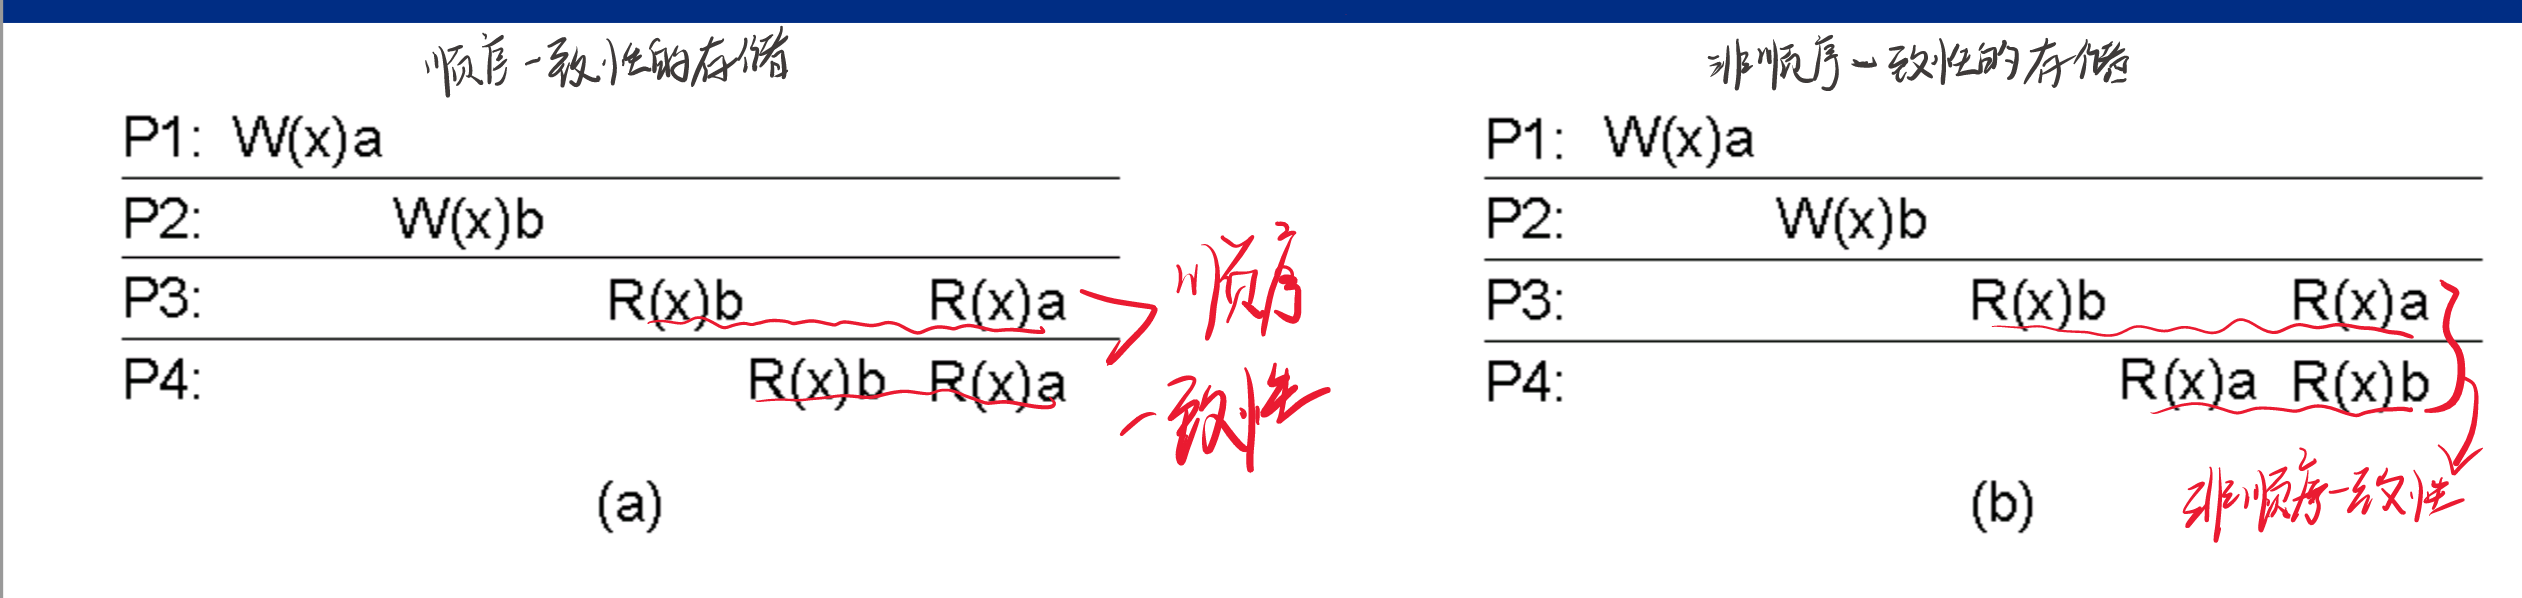 顺序一致性的存储
P1: W(x)a
P2: W(x)b
P3: R(x)b R(x)a
P4: R(x)b R(x)a
(a)
顺序
一致性
非顺序一致性的存储
P1: W(x)a
P2: W(x)b
P3: R(x)b R(x)a
P4: R(x)a R(x)b
(b)
非顺序一致性